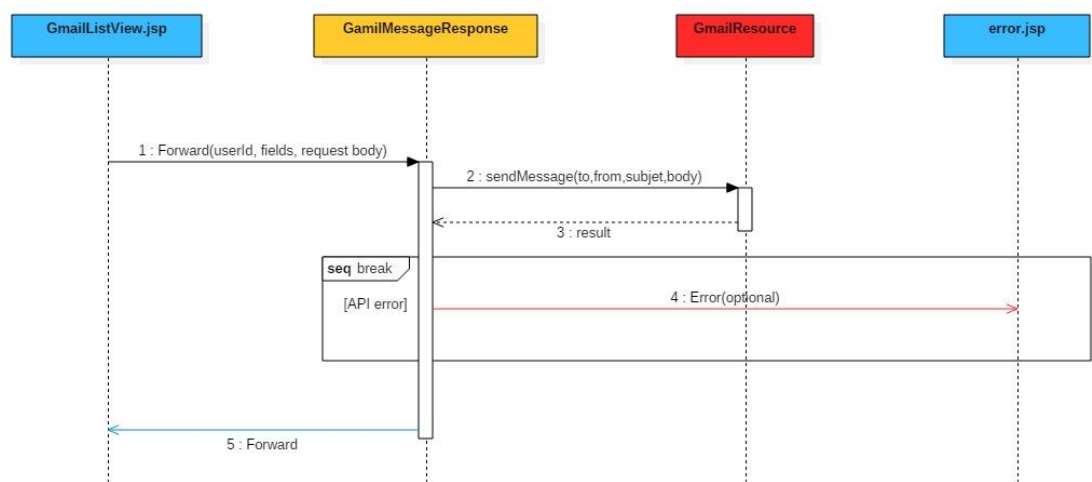 GmailListView.jsp
GamilMessageResponse
GmailResource
error.jsp
1 : Forward(userId, fields, request body)
2 : sendMessage(to,from,subjet,body)
3 : result
seq break
[API error]
4 : Error(optional)
5 : Forward